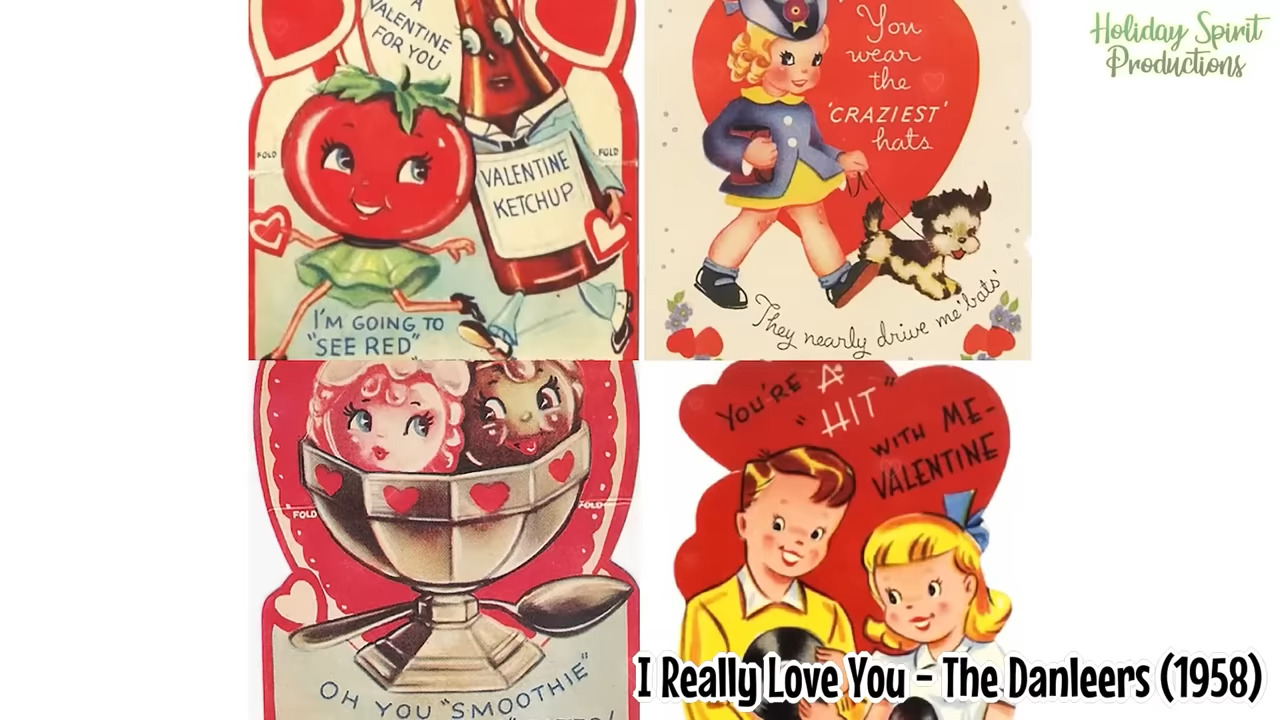 Holiday Spirit
Productions
A
VALENTINE
FOR YOU
FOLD
FOLD
VALENTINE
KETCHUP
I'M GOING TO
"SEE RED"
You
wear
the
'CRAZIEST'
hats
They nearly drive me 'bats'
FOLD
FOLD
OH YOU "SMOOTHIE"
YOU'RE A
"HIT"
WITH ME-
VALENTINE
I Really Love You - The Danleers (1958)